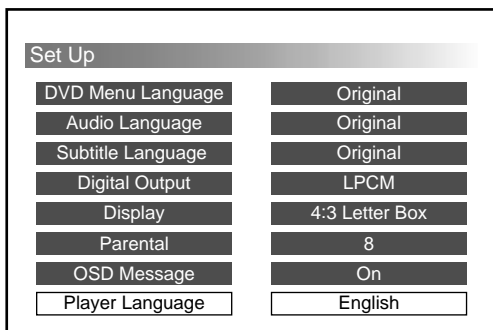 Set Up
DVD Menu Language Original
Audio Language Original
Subtitle Language Original
Digital Output LPCM
Display 4:3 Letter Box
Parental 8
OSD Message On
Player Language English